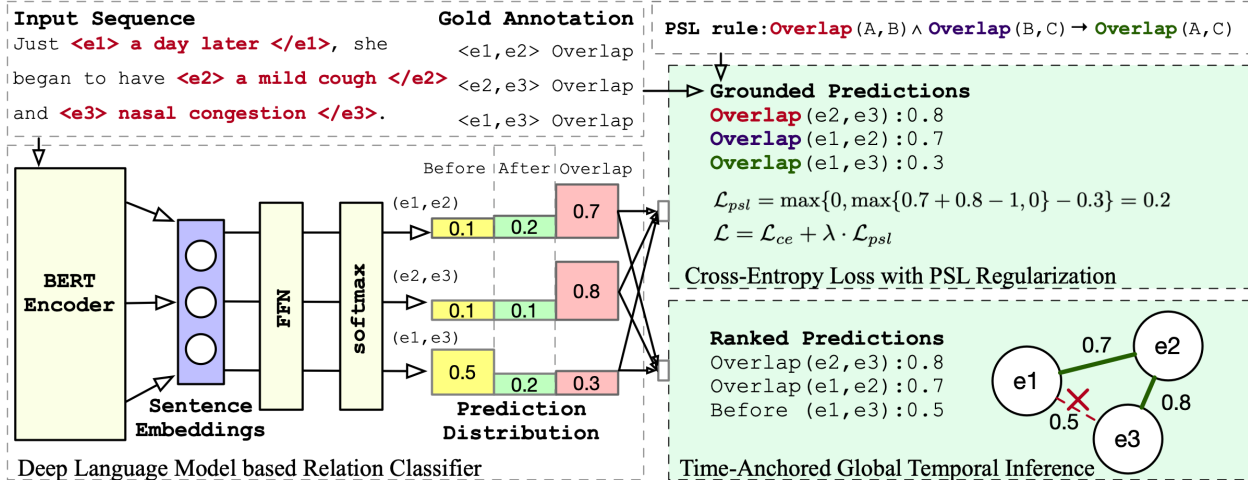 Input Sequence
Just <e1> a day later </e1>, she
began to have <e2> a mild cough </e2>
and <e3> nasal congestion </e3>.
Gold Annotation
<e1,e2> Overlap
<e2,e3> Overlap
<e1,e3> Overlap
PSL rule:Overlap(A,B)∧ Overlap(B,C) → Overlap(A,C)
Grounded Predictions
Overlap(e2,e3):0.8
Overlap(e1,e2):0.7
Overlap(e1,e3):0.3
ℒpsl = max{0, max{0.7 + 0.8 − 1, 0} − 0.3} = 0.2
ℒ = ℒce + λ · ℒpsl
Cross-Entropy Loss with PSL Regularization
BERT
Encoder
Sentence
Embeddings
FFN
softmax
Before After Overlap
(e1,e2)
0.1 0.2 0.7
(e2,e3)
0.1 0.1 0.8
(e1,e3)
0.5 0.2 0.3
Prediction
Distribution
Deep Language Model based Relation Classifier
Ranked Predictions
Overlap(e2,e3):0.8
Overlap(e1,e2):0.7
Before (e1,e3):0.5
e1
0.7
e2
0.5
0.8
e3
Time-Anchored Global Temporal Inference